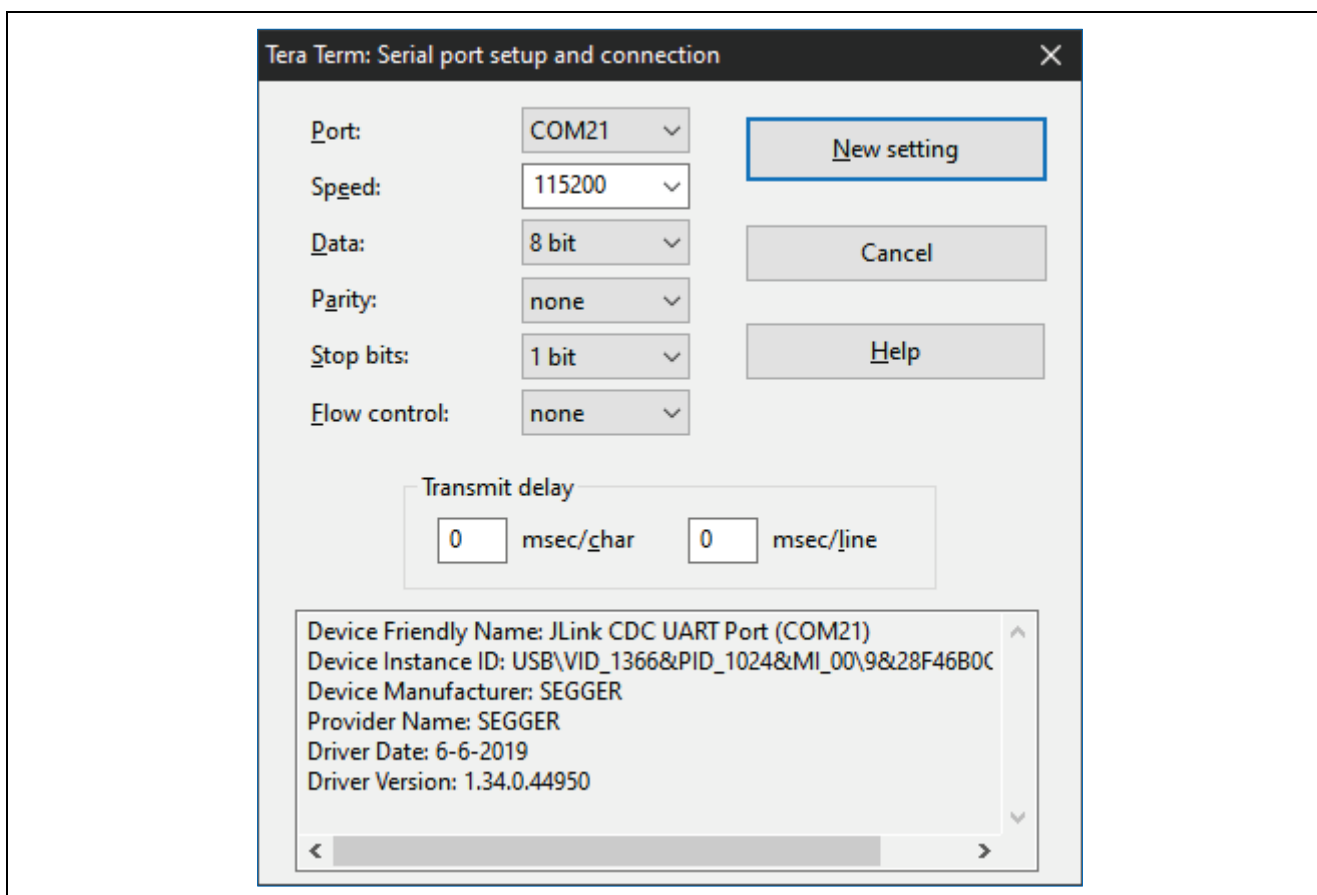 Tera Term: Serial port setup and connection
Port: COM21
New setting
Speed: 115200
Data: 8 bit
Cancel
Parity: none
Stop bits: 1 bit
Help
Flow control: none
Transmit delay
0 msec/char 0 msec/line
Device Friendly Name: JLink CDC UART Port (COM21)
Device Instance ID: USB\VID_1366&PID_1024&MI_00\9&28F46B0
Device Manufacturer: SEGGER
Provider Name: SEGGER
Driver Date: 6-6-2019
Driver Version: 1.34.0.44950